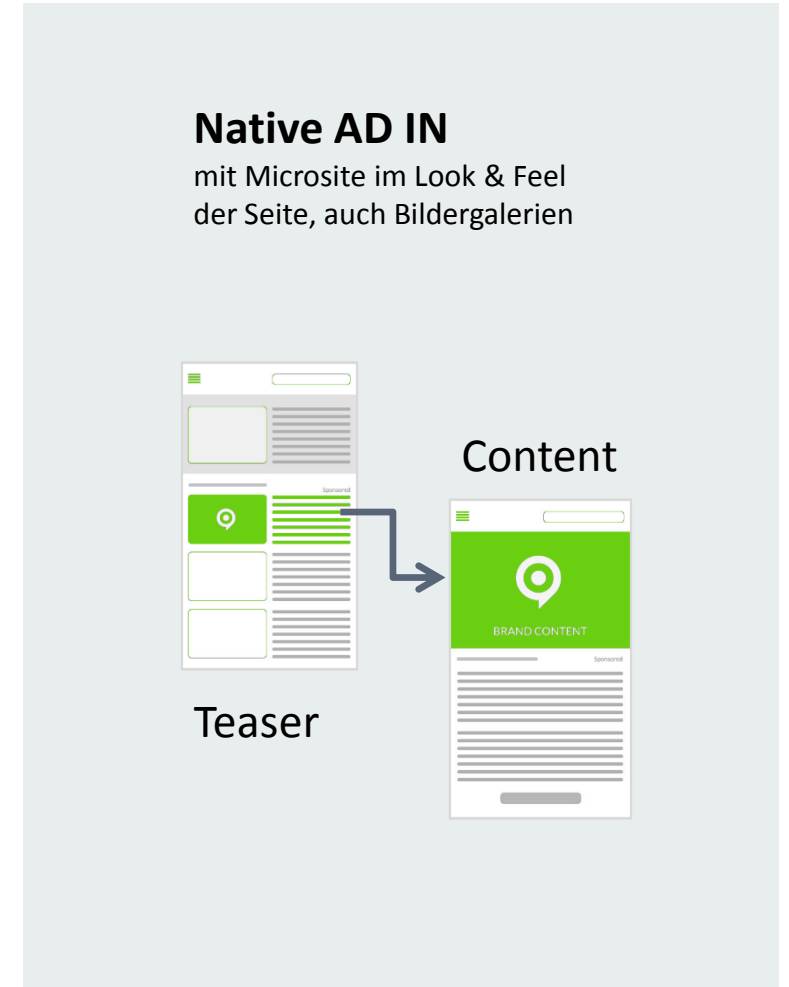 Native AD IN
mit Microsite im Look & Feel
der Seite, auch Bildergalerien
Sponsored
Content
BRAND CONTENT
Sponsored
Teaser